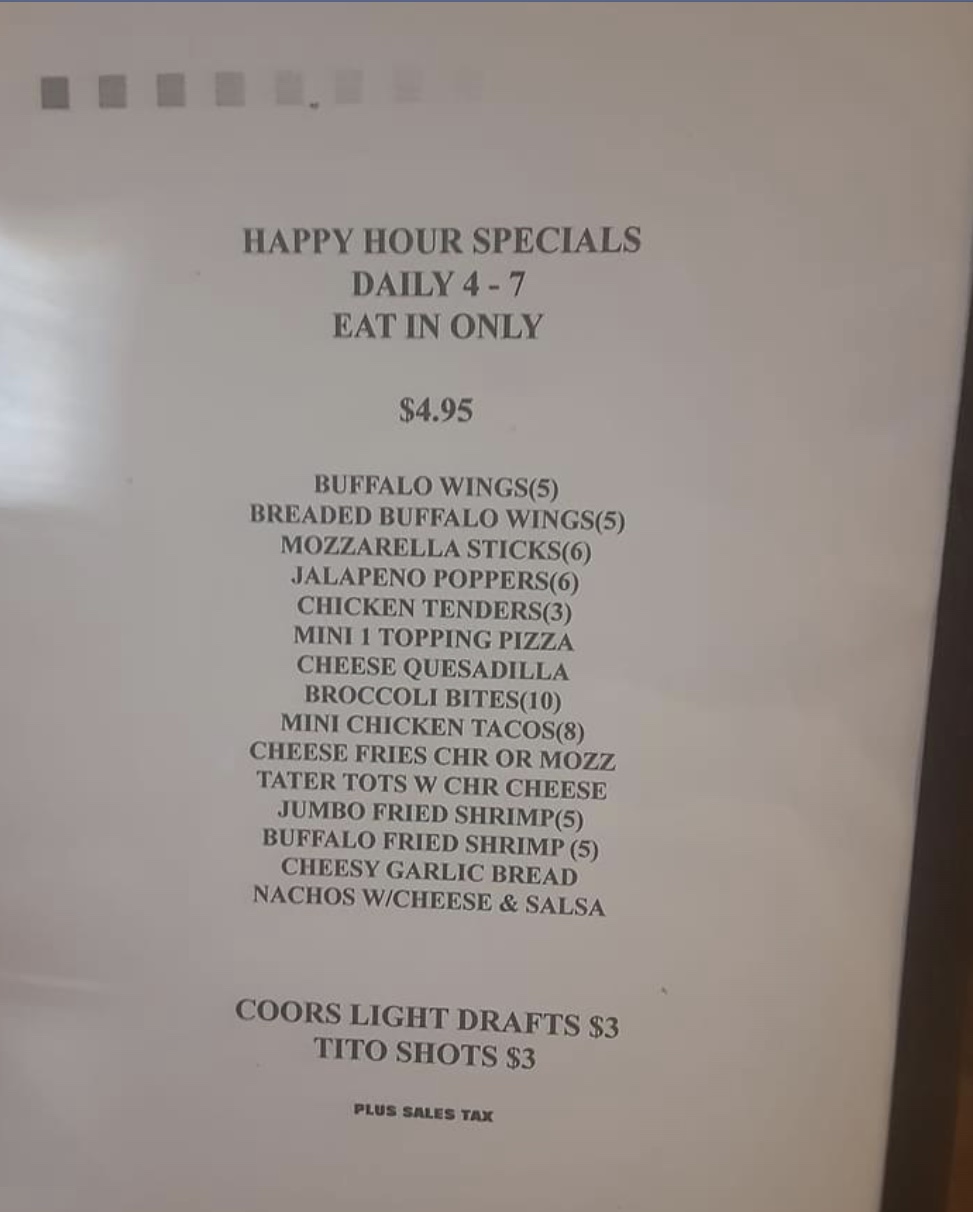 HAPPY HOUR SPECIALS
DAILY 4 - 7
EAT IN ONLY
$4.95
BUFFALO WINGS(5)
BREADED BUFFALO WINGS(5)
MOZZARELLA STICKS(6)
JALAPENO POPPERS(6)
CHICKEN TENDERS(3)
MINI 1 TOPPING PIZZA
CHEESE QUESADILLA
BROCCOLI BITES(10)
MINI CHICKEN TACOS(8)
CHEESE FRIES CHR OR MOZZ
TATER TOTS W CHR CHEESE
JUMBO FRIED SHRIMP(5)
BUFFALO FRIED SHRIMP (5)
CHEESY GARLIC BREAD
NACHOS W/CHEESE & SALSA
COORS LIGHT DRAFTS $3
TITO SHOTS $3
PLUS SALES TAX